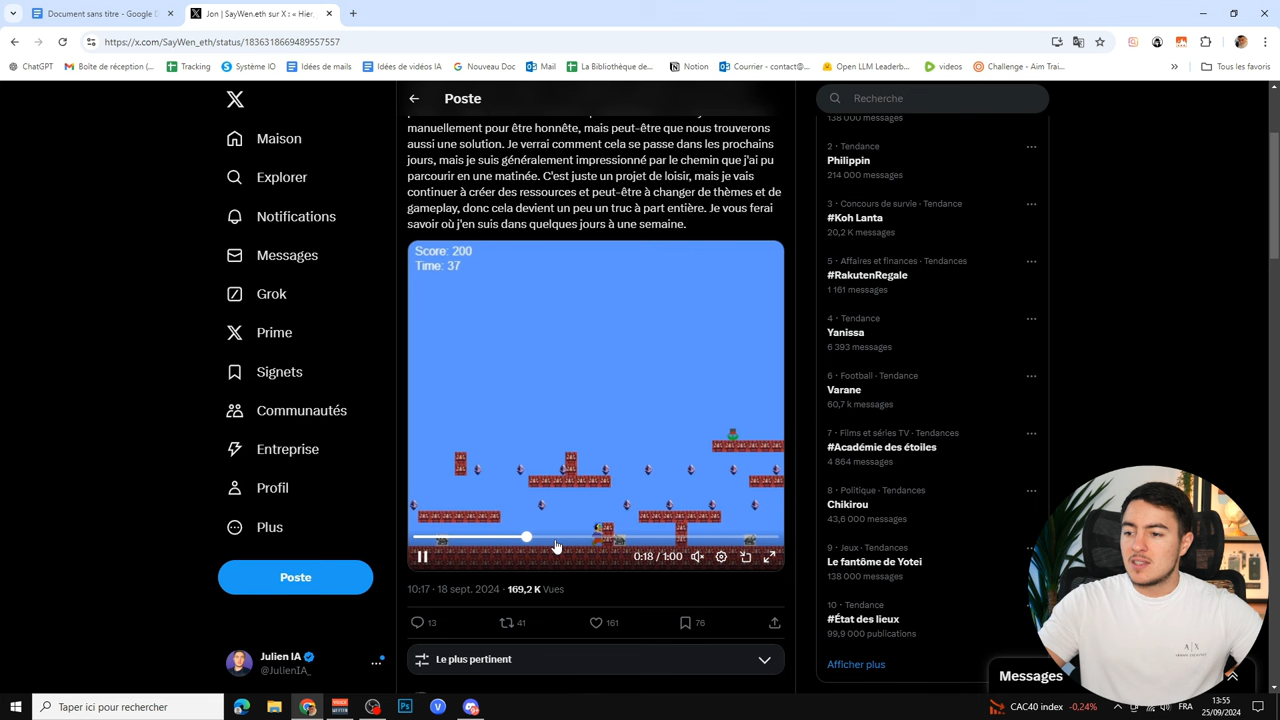 Document sans titre - Google D
Jon | SayWen.eth sur X : « Hier,
https://x.com/SayWen_eth/status/1836318669489557557
ChatGPT
Boîte de réception (...
Tracking
Système IO
Idées de mails
Idées de vidéos IA
Nouveau Doc
Mail
La Bibliothèque de...
Notion
Courrier - contact@...
Open LLM Leaderb...
videos
Challenge - Aim Trai...
Tous les favoris
Maison
Explorer
Notifications
Messages
Grok
Prime
Signets
Communautés
Entreprise
Profil
Plus
Poste
Julien IA
@JulienIA_
Poste
manuellement pour être honnête, mais peut-être que nous trouverons
aussi une solution. Je verrai comment cela se passe dans les prochains
jours, mais je suis généralement impressionné par le chemin que j'ai pu
parcourir en une matinée. C'est juste un projet de loisir, mais je vais
continuer à créer des ressources et peut-être à changer de thèmes et de
gameplay, donc cela devient un peu un truc à part entière. Je vous ferai
savoir où j'en suis dans quelques jours à une semaine.
Score: 200
Time: 37
0:18 / 1:00
10:17 · 18 sept. 2024 · 169,2 K Vues
13
41
161
76
Le plus pertinent
Recherche
138 000 messages
2 · Tendance
Philippin
214 000 messages
3 · Concours de survie · Tendance
#Koh Lanta
20,2 K messages
5 · Affaires et finances · Tendances
#RakutenRegale
1 161 messages
4 · Tendance
Yanissa
6 393 messages
6 · Football · Tendance
Varane
60,7 k messages
7 · Films et séries TV · Tendances
#Académie des étoiles
4 864 messages
8 · Politique · Tendances
Chikirou
43,6 000 messages
9 · Jeux · Tendances
Le fantôme de Yotei
138 000 messages
10 · Tendance
#État des lieux
99,9 000 publications
Afficher plus
Messages
A|X
Taper ici pour rechercher
CAC40 index -0,24%
FRA
13:55
25/09/2024